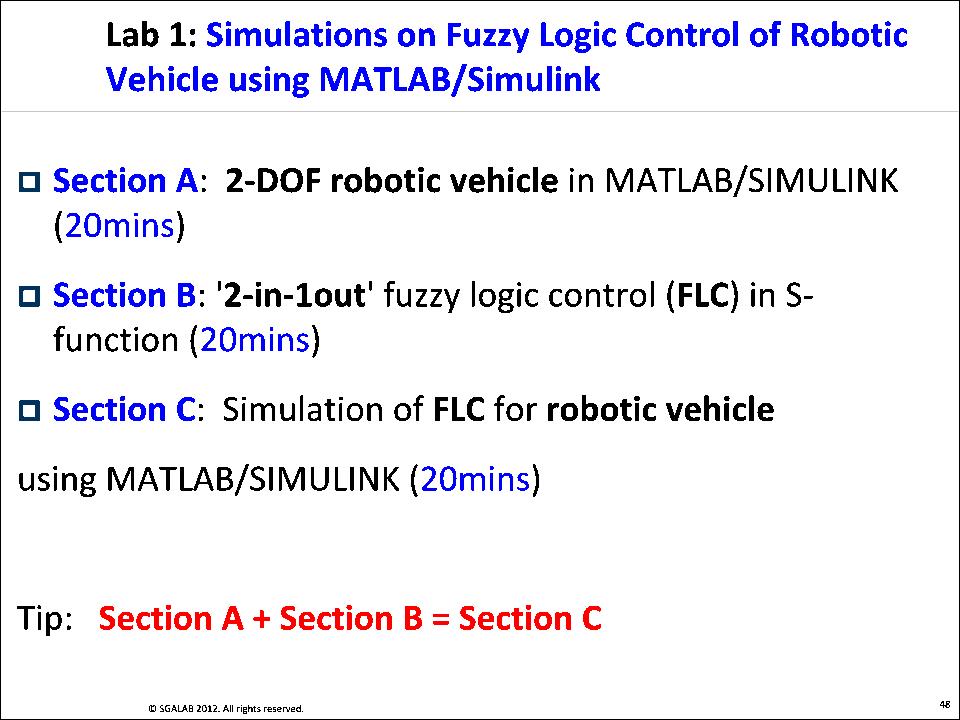 Lab 1: Simulations on Fuzzy Logic Control of Robotic
Vehicle using MATLAB/Simulink
Section A: 2-DOF robotic vehicle in MATLAB/SIMULINK
(20mins)
Section B: '2-in-1out' fuzzy logic control (FLC) in S-
function (20mins)
Section C: Simulation of FLC for robotic vehicle
using MATLAB/SIMULINK (20mins)
Tip: Section A + Section B = Section C
© SGALAB 2012. All rights reserved.
48